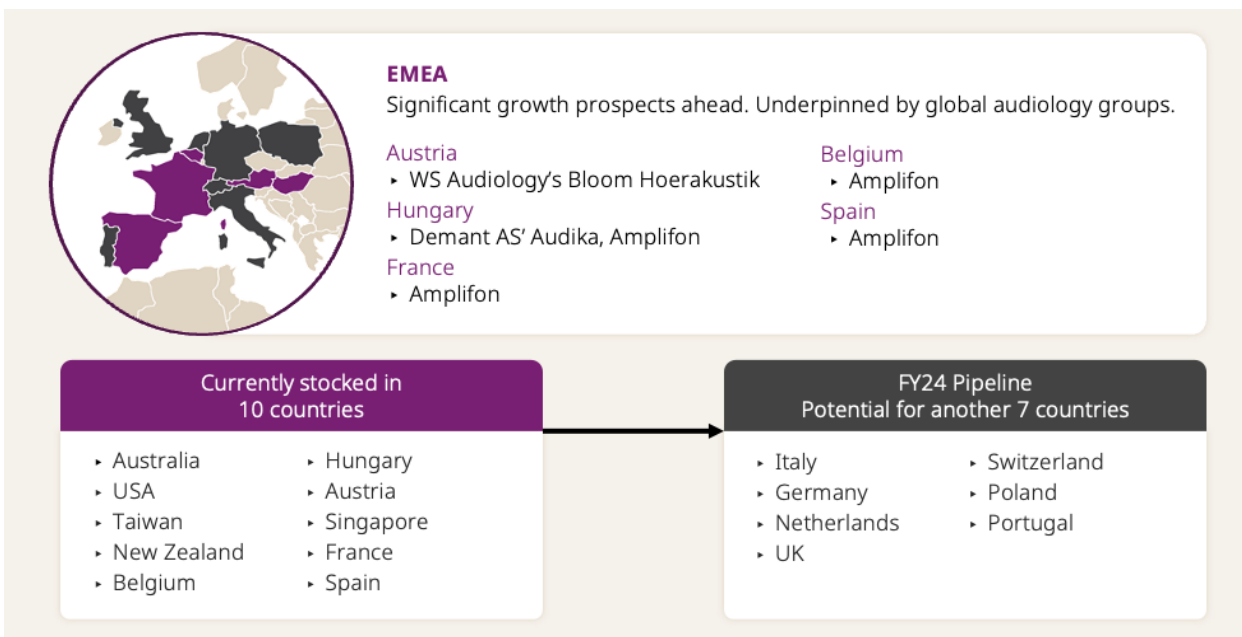 EMEA
Significant growth prospects ahead. Underpinned by global audiology groups.
Austria
‣ WS Audiology’s Bloom Hoerakustik
Hungary
‣ Demant AS’ Audika, Amplifon
France
‣ Amplifon
Belgium
‣ Amplifon
Spain
‣ Amplifon
Currently stocked in
10 countries
‣ Australia
‣ USA
‣ Taiwan
‣ New Zealand
‣ Belgium
‣ Hungary
‣ Austria
‣ Singapore
‣ France
‣ Spain
FY24 Pipeline
Potential for another 7 countries
‣ Italy
‣ Germany
‣ Netherlands
‣ UK
‣ Switzerland
‣ Poland
‣ Portugal